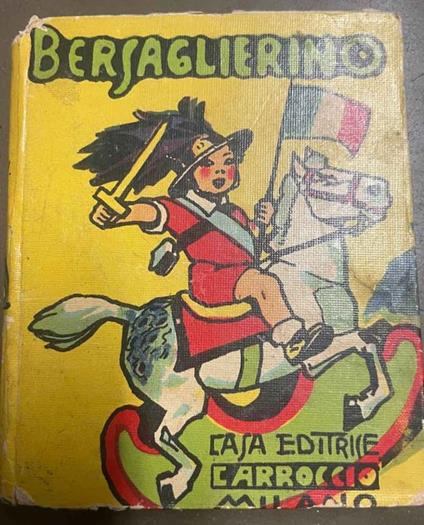 BERSAGLIERINO
CASA EDITRICE
CARROCCIO
MILANO